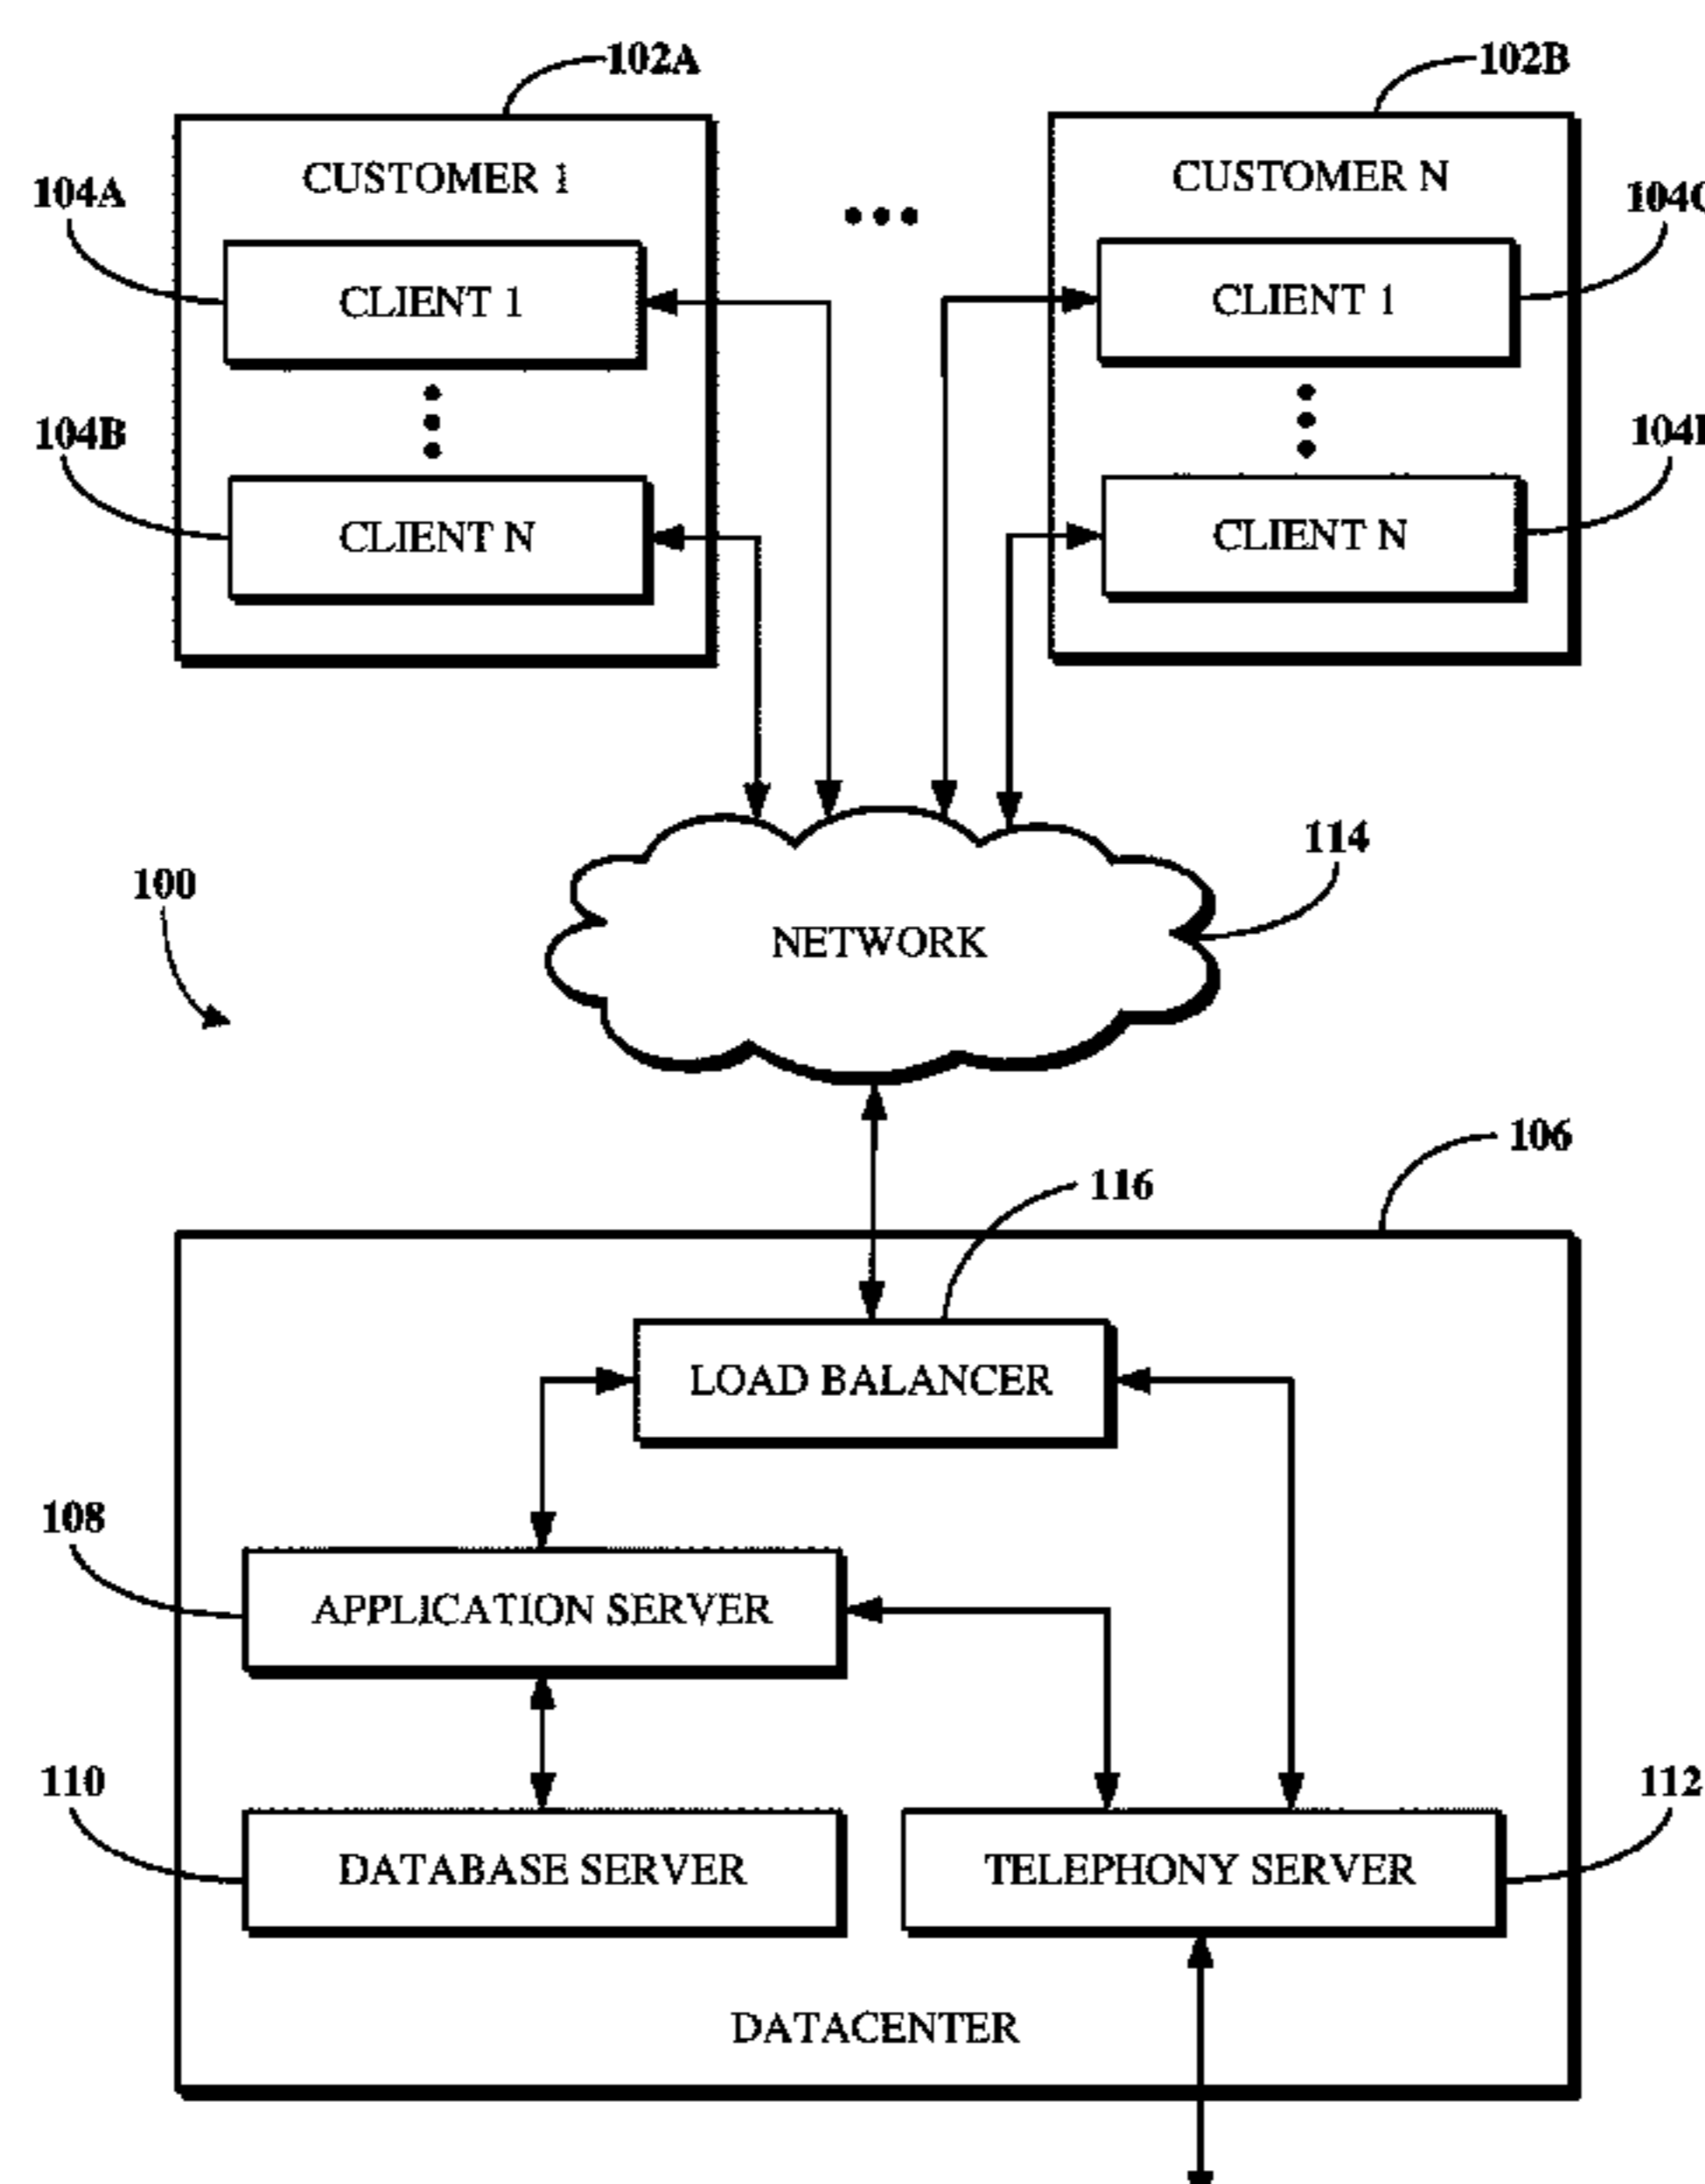 102A
102B
CUSTOMER 1
CUSTOMER N
104A
CLIENT 1
CLIENT 1
104B
CLIENT N
CLIENT N
114
100
NETWORK
106
116
LOAD BALANCER
108
APPLICATION SERVER
110
112
DATABASE SERVER
TELEPHONY SERVER
DATACENTER